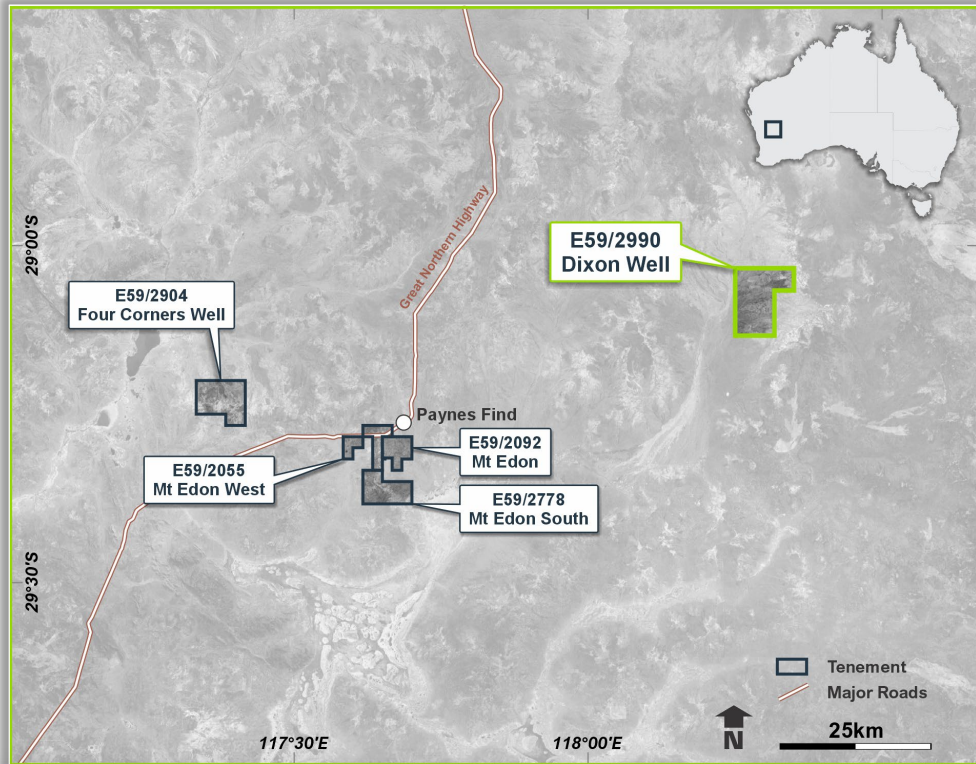 29°00'S
Great Northern Highway
E59/2990
Dixon Well
E59/2904
Four Corners Well
Paynes Find
E59/2092
Mt Edon
E59/2055
Mt Edon West
E59/2778
Mt Edon South
29°30'S
Tenement
Major Roads
N
25km
117°30'E
118°00'E